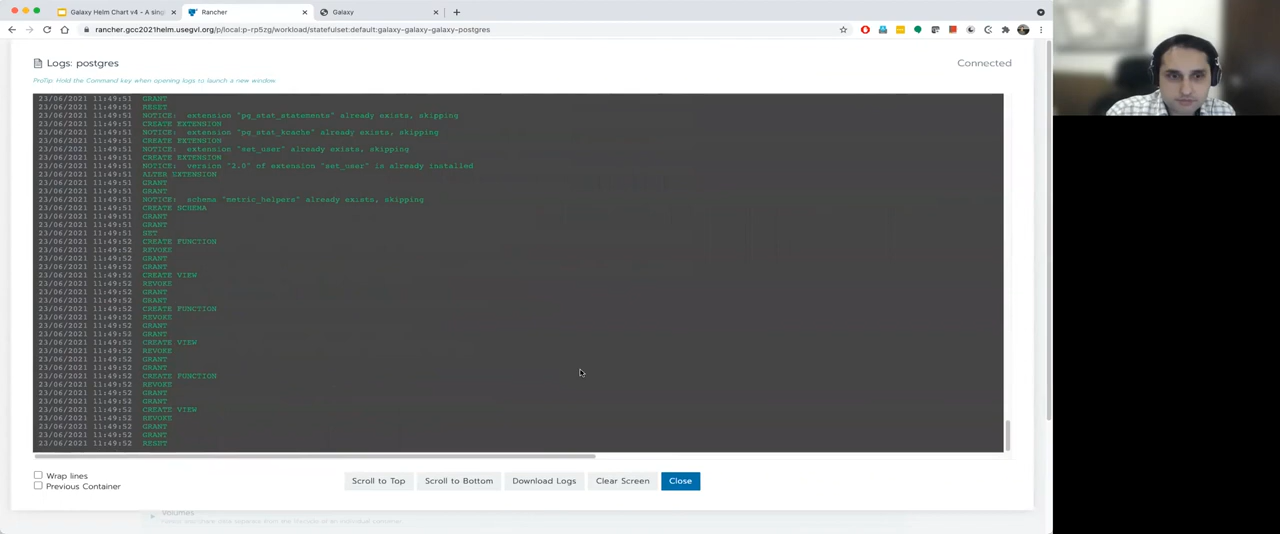 Galaxy Helm Chart v4 - A sing
Rancher
Galaxy
rancher.gcc2021helm.usegvl.org/p/local:p-rp5zg/workload/statefulset:default:galaxy-galaxy-galaxy-postgres
Logs: postgres
Connected
ProTip: Hold the Command key when opening logs to launch a new window.
23/06/2021 11:49:51 GRANT
23/06/2021 11:49:51 RESET
23/06/2021 11:49:51 NOTICE: extension "pg_stat_statements" already exists, skipping
23/06/2021 11:49:51 CREATE EXTENSION
23/06/2021 11:49:51 NOTICE: extension "pg_stat_kcache" already exists, skipping
23/06/2021 11:49:51 CREATE EXTENSION
23/06/2021 11:49:51 NOTICE: extension "set_user" already exists, skipping
23/06/2021 11:49:51 CREATE EXTENSION
23/06/2021 11:49:51 NOTICE: version "2.0" of extension "set_user" is already installed
23/06/2021 11:49:51 ALTER EXTENSION
23/06/2021 11:49:51 GRANT
23/06/2021 11:49:51 GRANT
23/06/2021 11:49:51 NOTICE: schema "metric_helpers" already exists, skipping
23/06/2021 11:49:51 CREATE SCHEMA
23/06/2021 11:49:51 GRANT
23/06/2021 11:49:51 GRANT
23/06/2021 11:49:51 SET
23/06/2021 11:49:52 CREATE FUNCTION
23/06/2021 11:49:52 REVOKE
23/06/2021 11:49:52 GRANT
23/06/2021 11:49:52 GRANT
23/06/2021 11:49:52 CREATE VIEW
23/06/2021 11:49:52 REVOKE
23/06/2021 11:49:52 GRANT
23/06/2021 11:49:52 GRANT
23/06/2021 11:49:52 CREATE FUNCTION
23/06/2021 11:49:52 REVOKE
23/06/2021 11:49:52 GRANT
23/06/2021 11:49:52 GRANT
23/06/2021 11:49:52 CREATE VIEW
23/06/2021 11:49:52 REVOKE
23/06/2021 11:49:52 GRANT
23/06/2021 11:49:52 GRANT
23/06/2021 11:49:52 CREATE FUNCTION
23/06/2021 11:49:52 REVOKE
23/06/2021 11:49:52 GRANT
23/06/2021 11:49:52 GRANT
23/06/2021 11:49:52 CREATE VIEW
23/06/2021 11:49:52 REVOKE
23/06/2021 11:49:52 GRANT
23/06/2021 11:49:52 GRANT
23/06/2021 11:49:52 RESET
Wrap lines
Previous Container
Scroll to Top
Scroll to Bottom
Download Logs
Clear Screen
Close
Volumes